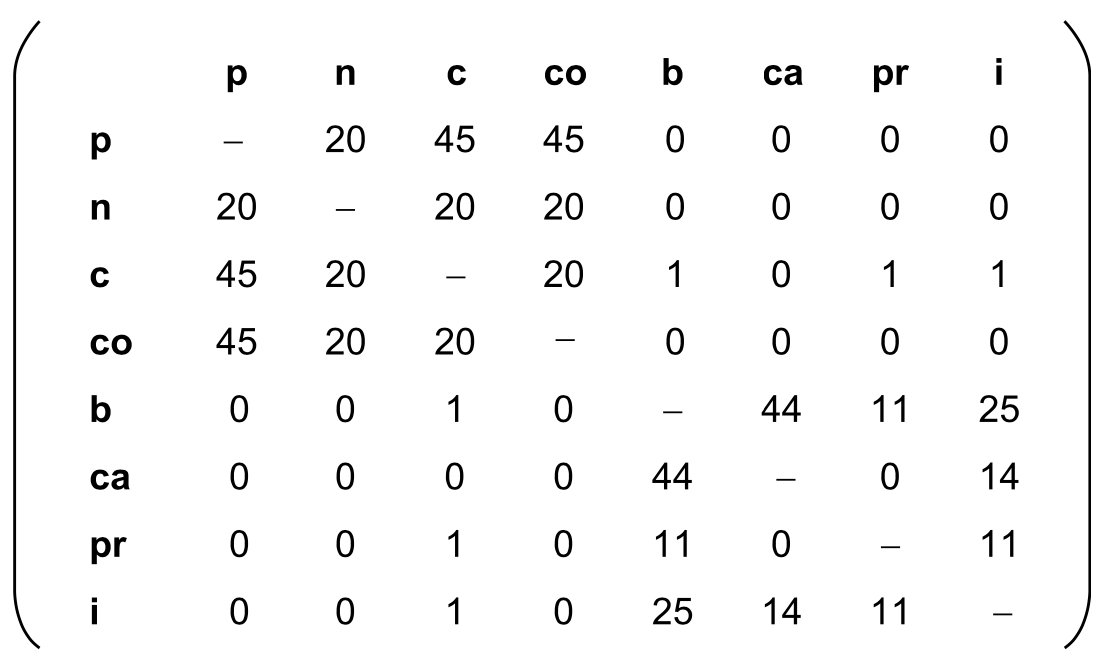 p n c co b ca pr i
p – 20 45 45 0 0 0 0
n 20 – 20 20 0 0 0 0
c 45 20 – 20 1 0 1 1
co 45 20 20 – 0 0 0 0
b 0 0 1 0 – 44 11 25
ca 0 0 0 0 44 – 0 14
pr 0 0 1 0 11 0 – 11
i 0 0 1 0 25 14 11 –